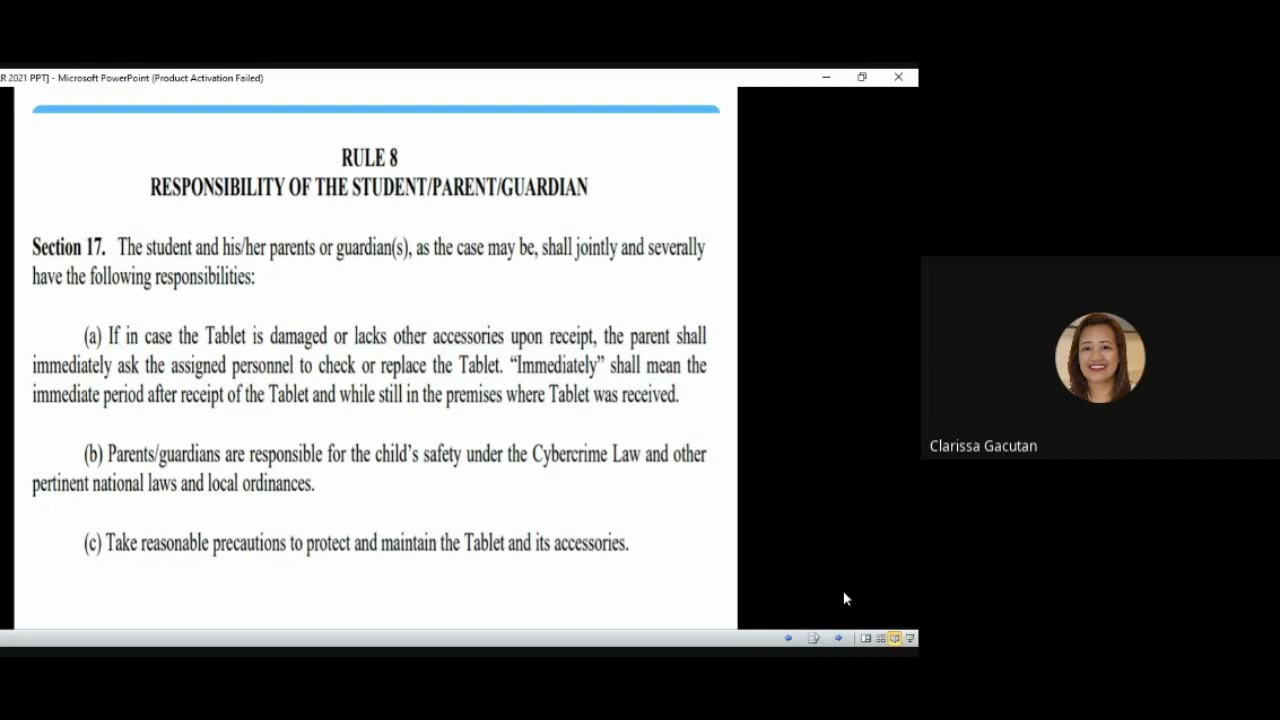 R 2021 PPT] - Microsoft PowerPoint (Product Activation Failed)
RULE 8
RESPONSIBILITY OF THE STUDENT/PARENT/GUARDIAN
Section 17. The student and his/her parents or guardian(s), as the case may be, shall jointly and severally
have the following responsibilities:
(a) If in case the Tablet is damaged or lacks other accessories upon receipt, the parent shall
immediately ask the assigned personnel to check or replace the Tablet. “Immediately” shall mean the
immediate period after receipt of the Tablet and while still in the premises where Tablet was received.
(b) Parents/guardians are responsible for the child’s safety under the Cybercrime Law and other
pertinent national laws and local ordinances.
(c) Take reasonable precautions to protect and maintain the Tablet and its accessories.
Clarissa Gacutan